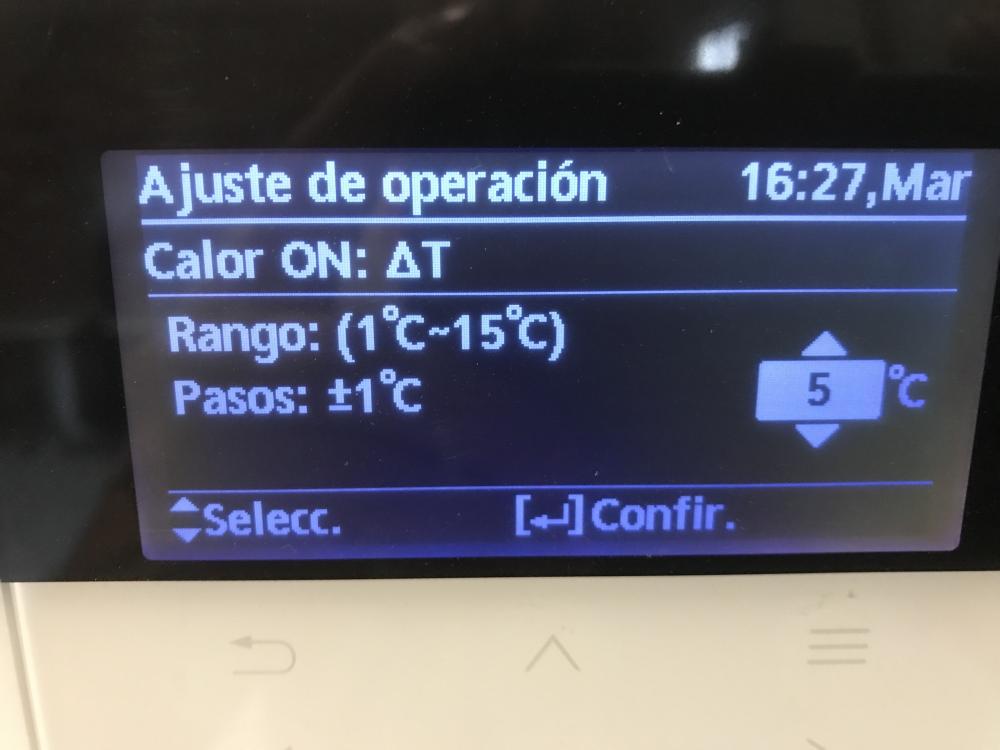 Ajuste de operación 16:27,Mar
Calor ON: ΔT
Rango: (1℃~15℃)
Pasos: ±1℃
5 ℃
Selecc. [↵]Confir.